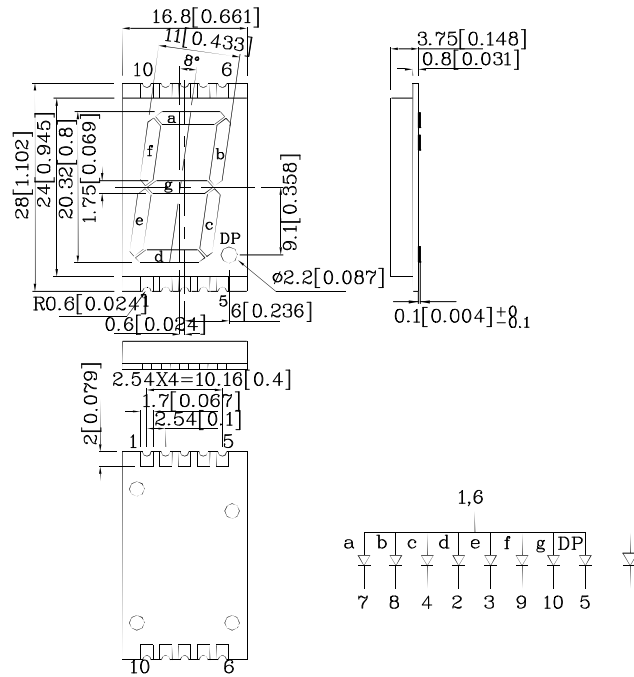 16.8[0.661]
11[0.433]
8°
10
6
3.75[0.148]
0.8[0.031]
28[1.102]
24[0.945]
20.32[0.8]
1.75[0.069]
a
b
f
g
e
c
d
DP
9.1[0.358]
ø2.2[0.087]
R0.6[0.024]
1
5
6[0.236]
0.6[0.024]
0.1[0.004]+0
-0.1
2.54X4=10.16[0.4]
1.7[0.067]
2.54[0.1]
2[0.079]
1
5
10
6
1,6
a b c d e f g DP
7 8 4 2 3 9 10 5